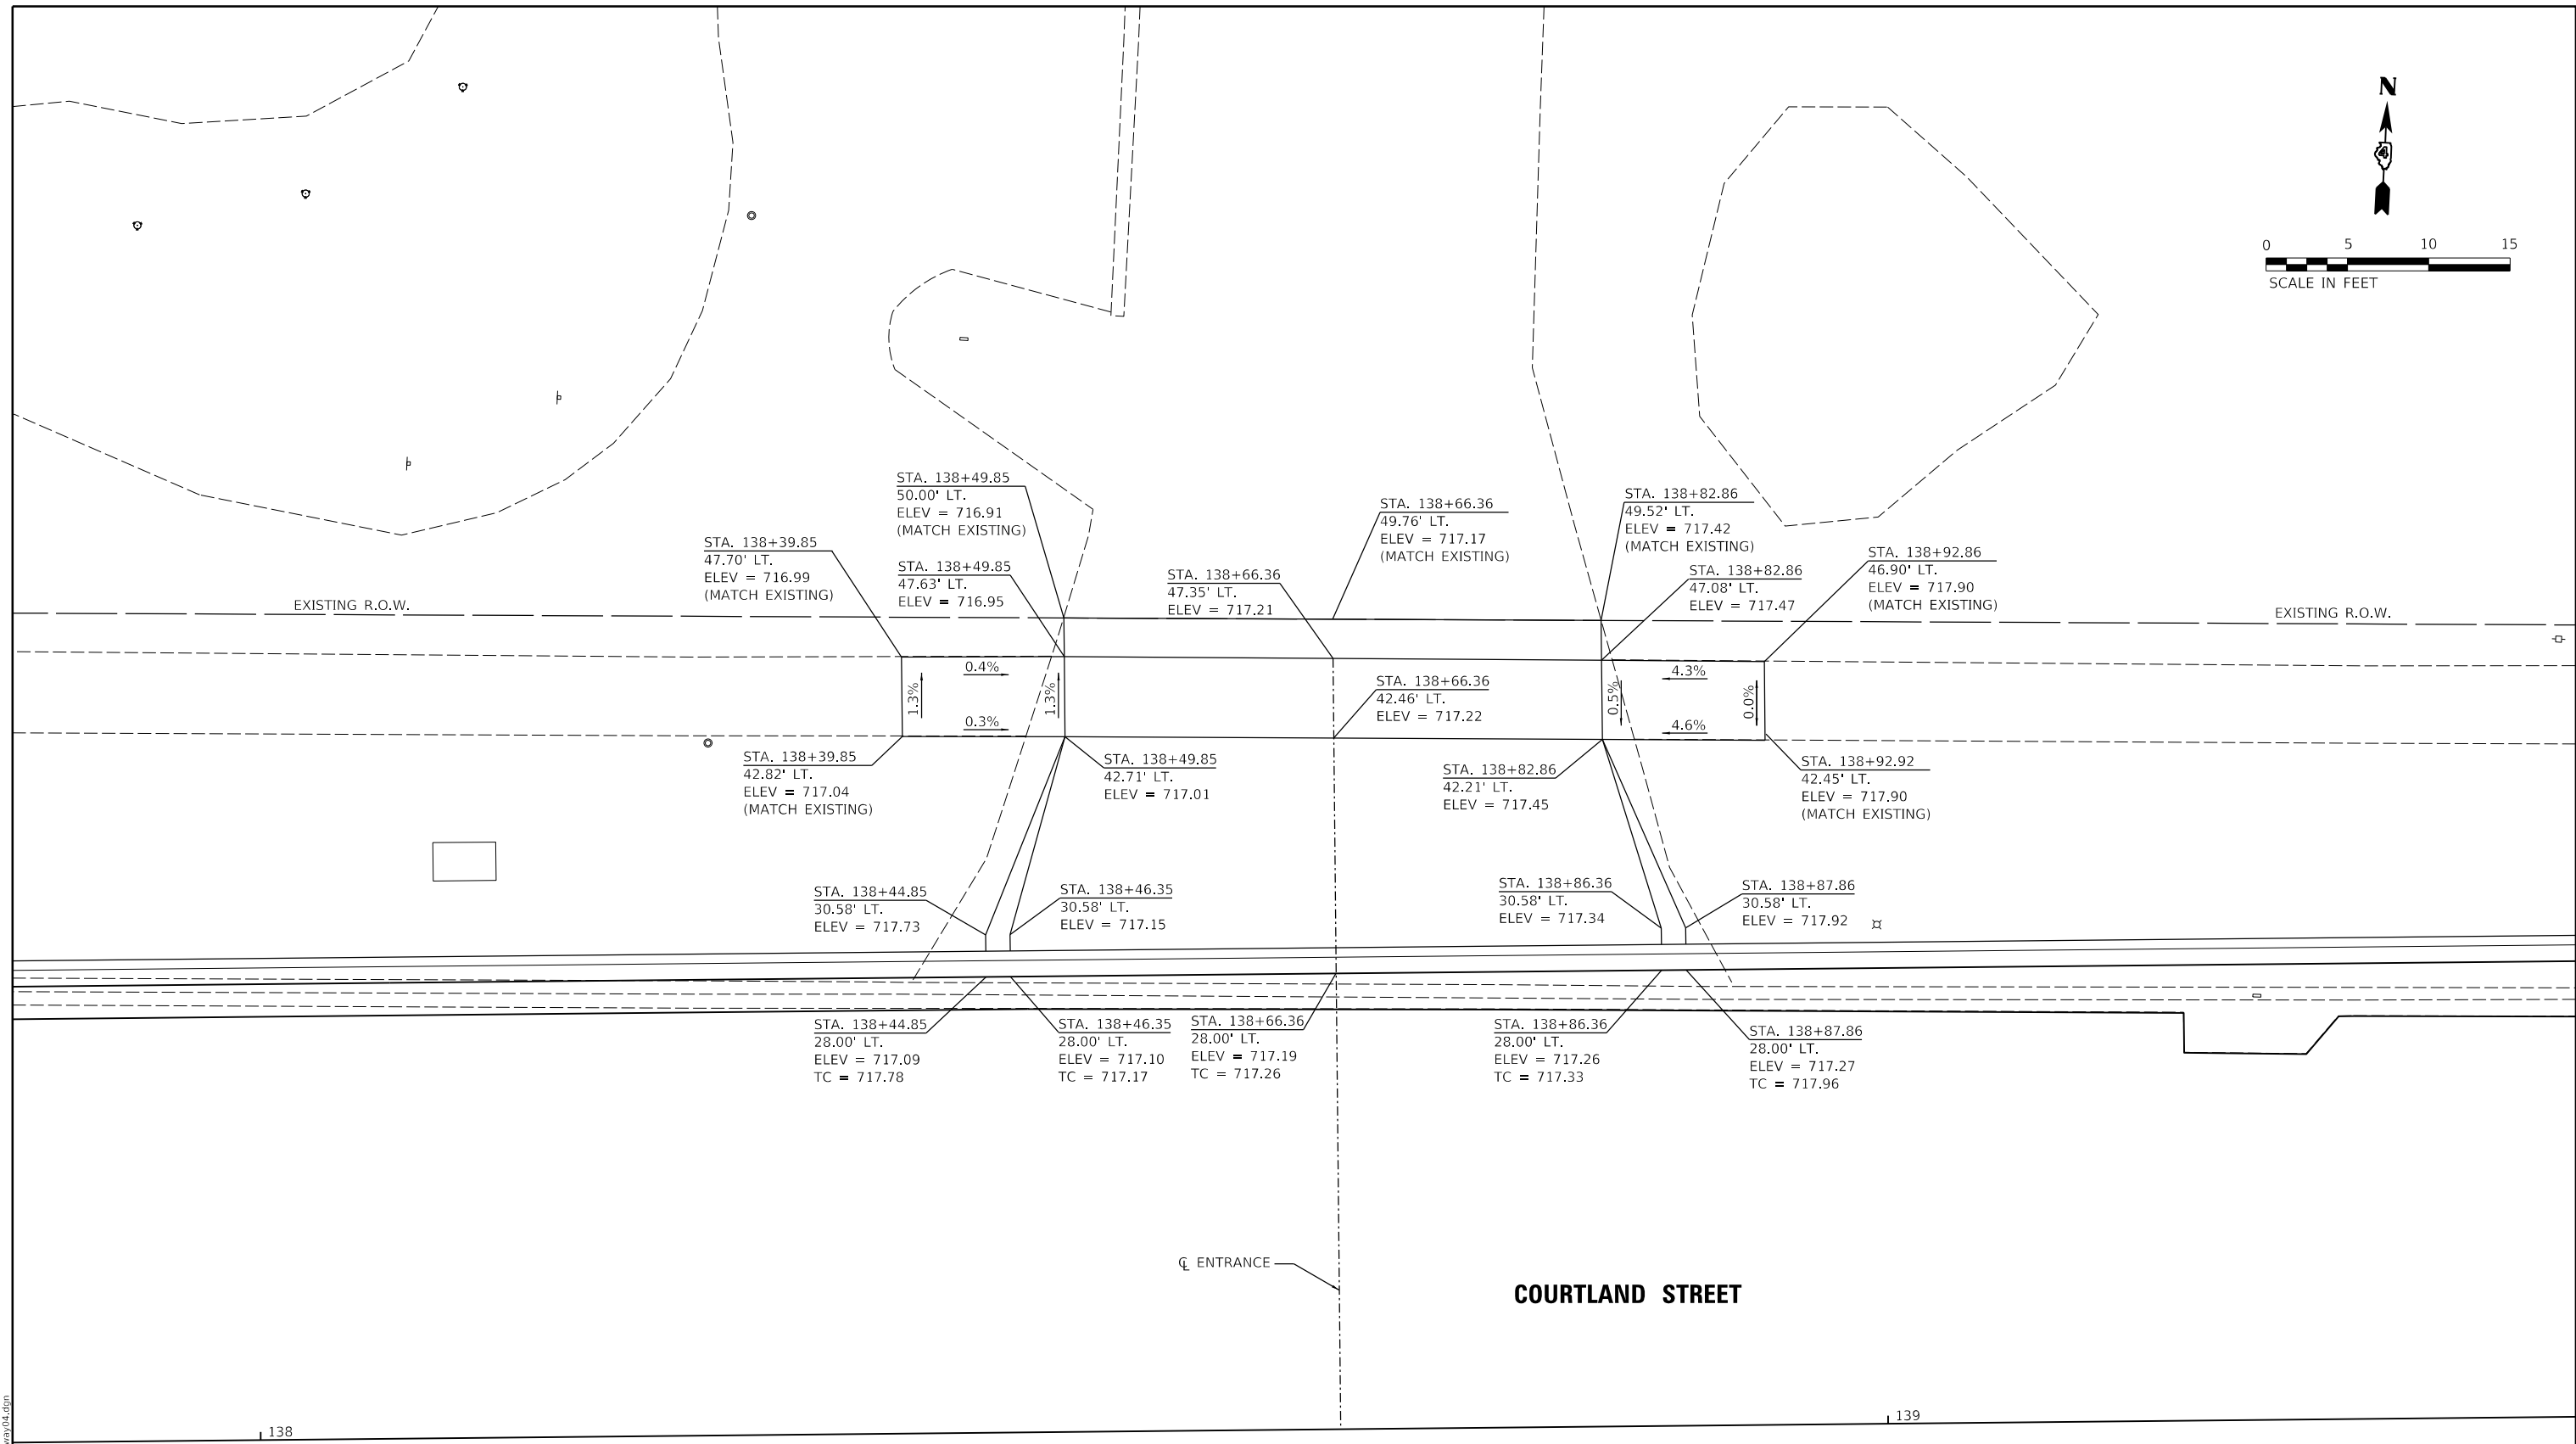 N
4
0 5 10 15
SCALE IN FEET
STA. 138+49.85
50.00' LT.
ELEV = 716.91
(MATCH EXISTING)
STA. 138+66.36
49.76' LT.
ELEV = 717.17
(MATCH EXISTING)
STA. 138+82.86
49.52' LT.
ELEV = 717.42
(MATCH EXISTING)
STA. 138+39.85
47.70' LT.
ELEV = 716.99
(MATCH EXISTING)
STA. 138+49.85
47.63' LT.
ELEV = 716.95
STA. 138+66.36
47.35' LT.
ELEV = 717.21
STA. 138+82.86
47.08' LT.
ELEV = 717.47
STA. 138+92.86
46.90' LT.
ELEV = 717.90
(MATCH EXISTING)
EXISTING R.O.W.
EXISTING R.O.W.
0.4%
1.3%
1.3%
0.3%
STA. 138+66.36
42.46' LT.
ELEV = 717.22
4.3%
0.5%
0.0%
4.6%
STA. 138+39.85
42.82' LT.
ELEV = 717.04
(MATCH EXISTING)
STA. 138+49.85
42.71' LT.
ELEV = 717.01
STA. 138+82.86
42.21' LT.
ELEV = 717.45
STA. 138+92.92
42.45' LT.
ELEV = 717.90
(MATCH EXISTING)
STA. 138+44.85
30.58' LT.
ELEV = 717.73
STA. 138+46.35
30.58' LT.
ELEV = 717.15
STA. 138+86.36
30.58' LT.
ELEV = 717.34
STA. 138+87.86
30.58' LT.
ELEV = 717.92
STA. 138+44.85
28.00' LT.
ELEV = 717.09
TC = 717.78
STA. 138+46.35
28.00' LT.
ELEV = 717.10
TC = 717.17
STA. 138+66.36
28.00' LT.
ELEV = 717.19
TC = 717.26
STA. 138+86.36
28.00' LT.
ELEV = 717.26
TC = 717.33
STA. 138+87.86
28.00' LT.
ELEV = 717.27
TC = 717.96
℄ ENTRANCE
COURTLAND STREET
138
139